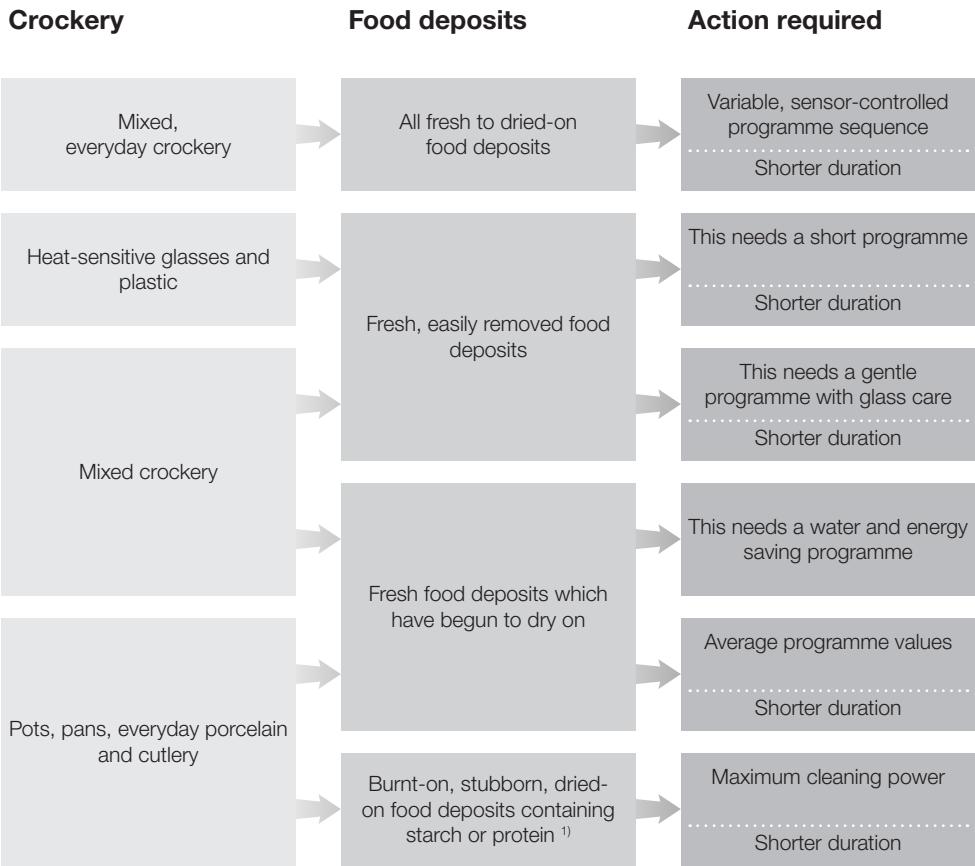 Crockery
Food deposits
Action required
Mixed,
everyday crockery
All fresh to dried-on
food deposits
Variable, sensor-controlled
programme sequence
Shorter duration
Heat-sensitive glasses and
plastic
Fresh, easily removed food
deposits
This needs a short programme
Shorter duration
This needs a gentle
programme with glass care
Shorter duration
Mixed crockery
Fresh food deposits which
have begun to dry on
This needs a water and energy
saving programme
Average programme values
Shorter duration
Pots, pans, everyday porcelain
and cutlery
Burnt-on, stubborn, dried-
on food deposits containing
starch or protein 1)
Maximum cleaning power
Shorter duration